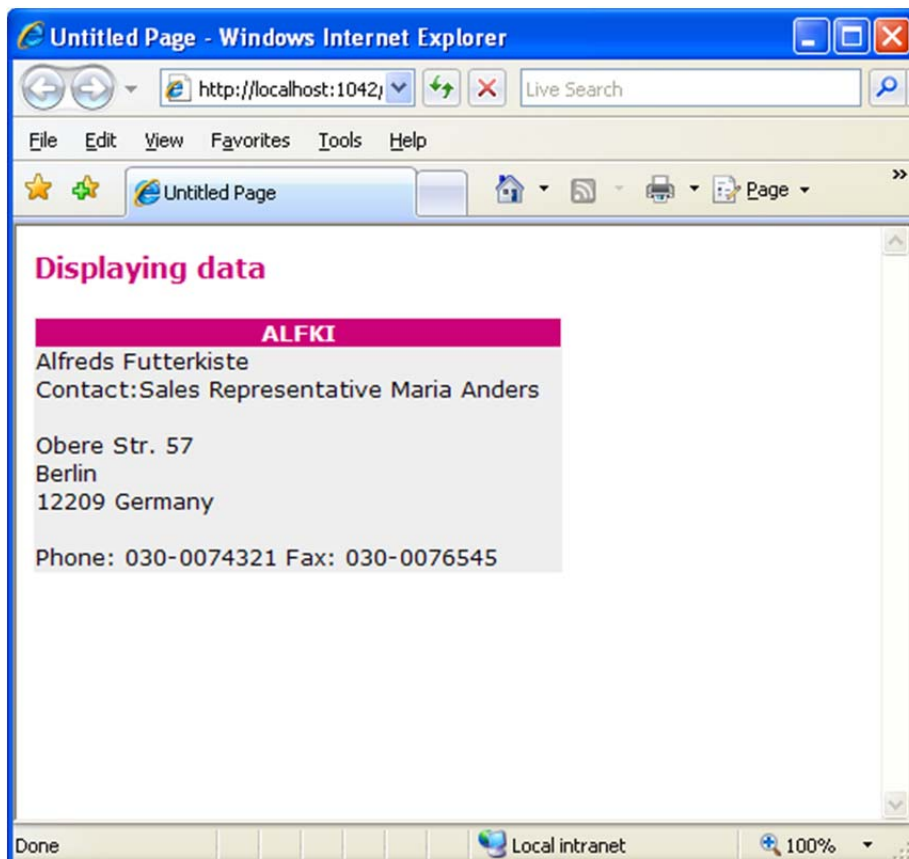 Untitled Page - Windows Internet Explorer
http://localhost:1042/
Live Search
File Edit View Favorites Tools Help
Untitled Page
Page
Displaying data
ALFKI
Alfreds Futterkiste
Contact:Sales Representative Maria Anders
Obere Str. 57
Berlin
12209 Germany
Phone: 030-0074321 Fax: 030-0076545
Done Local intranet 100%